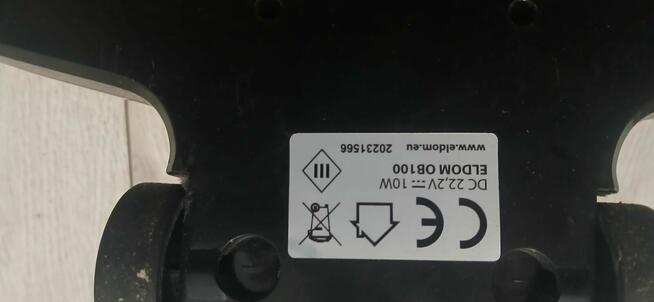 CE
DC 22,2V ⎓ 10W
ELDOM OB100
www.eldom.eu 20231566